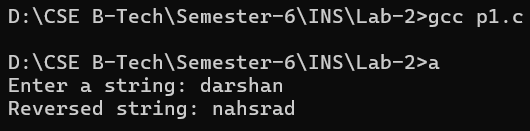 D:\CSE B-Tech\Semester-6\INS\Lab-2>gcc p1.c
D:\CSE B-Tech\Semester-6\INS\Lab-2>a
Enter a string: darshan
Reversed string: nahsrad